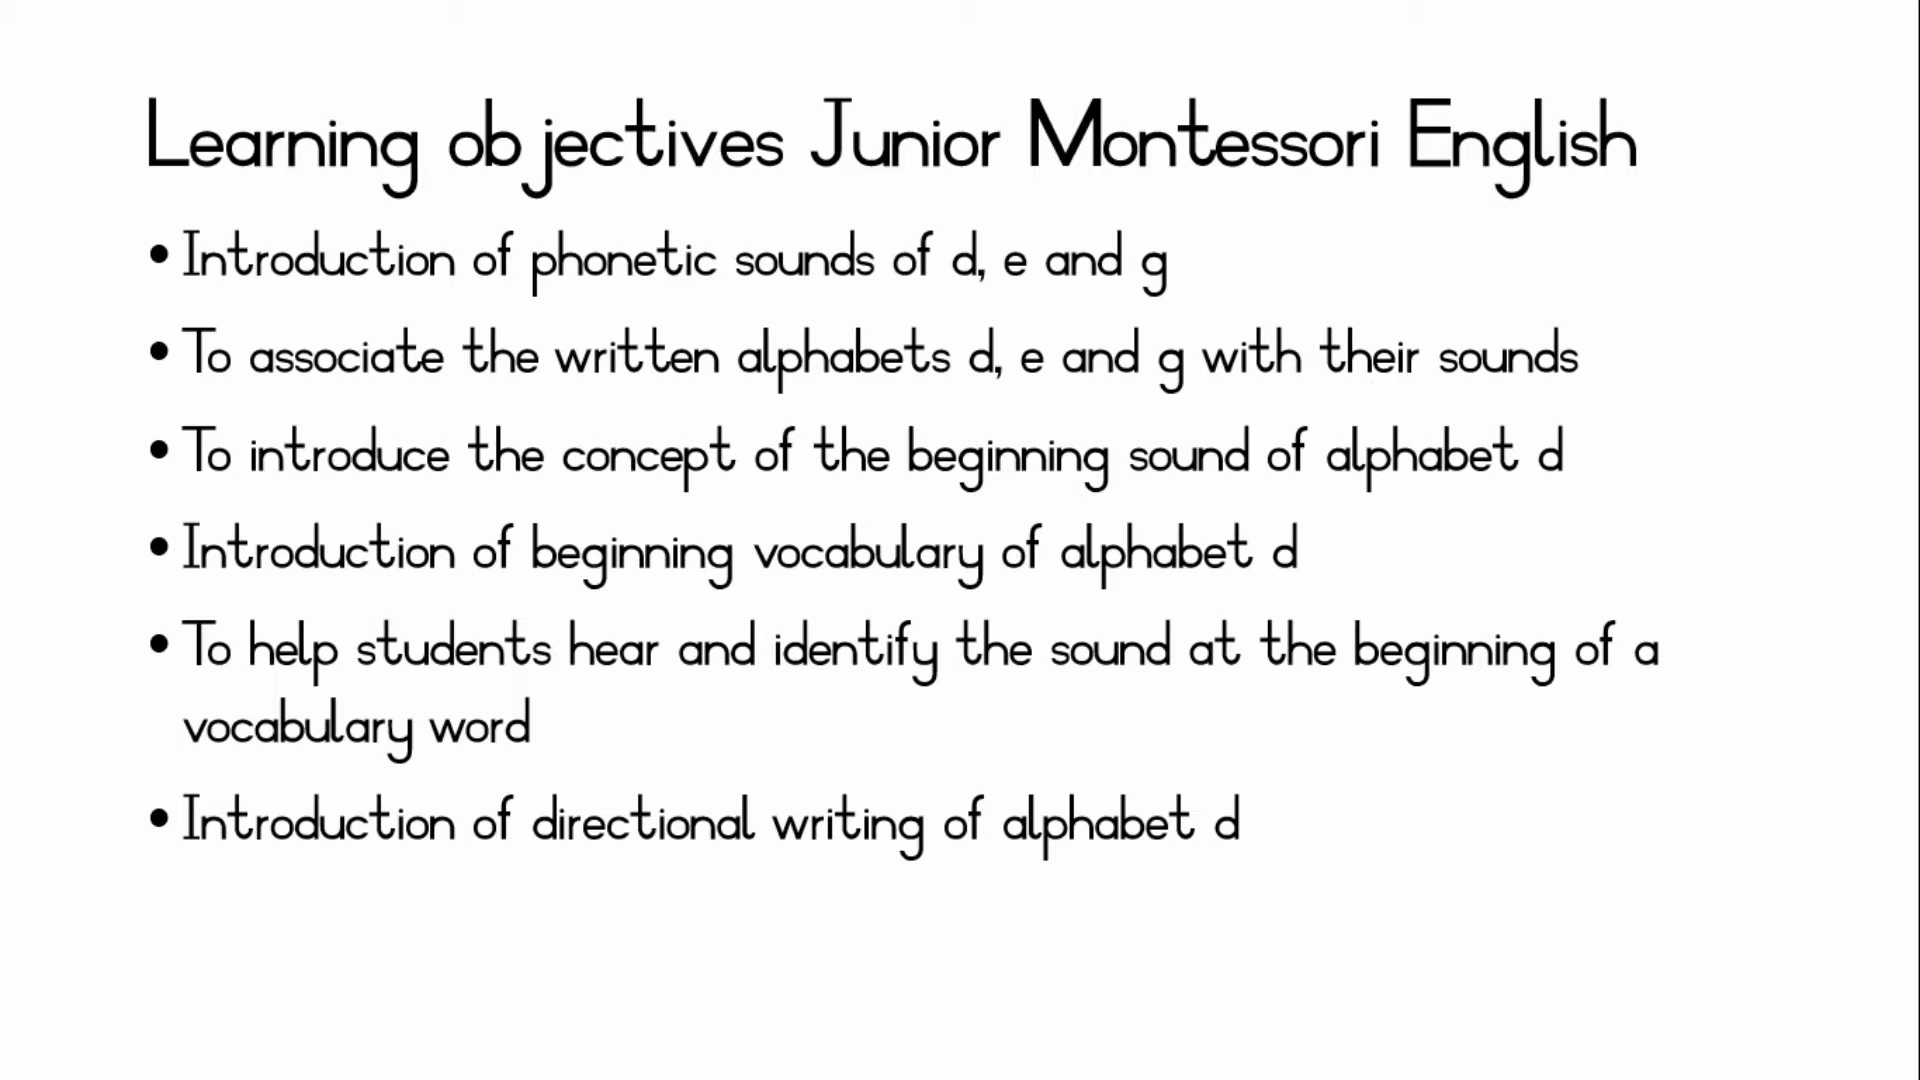 Learning objectives Junior Montessori English
• Introduction of phonetic sounds of d, e and g
• To associate the written alphabets d, e and g with their sounds
• To introduce the concept of the beginning sound of alphabet d
• Introduction of beginning vocabulary of alphabet d
• To help students hear and identify the sound at the beginning of a
vocabulary word
• Introduction of directional writing of alphabet d